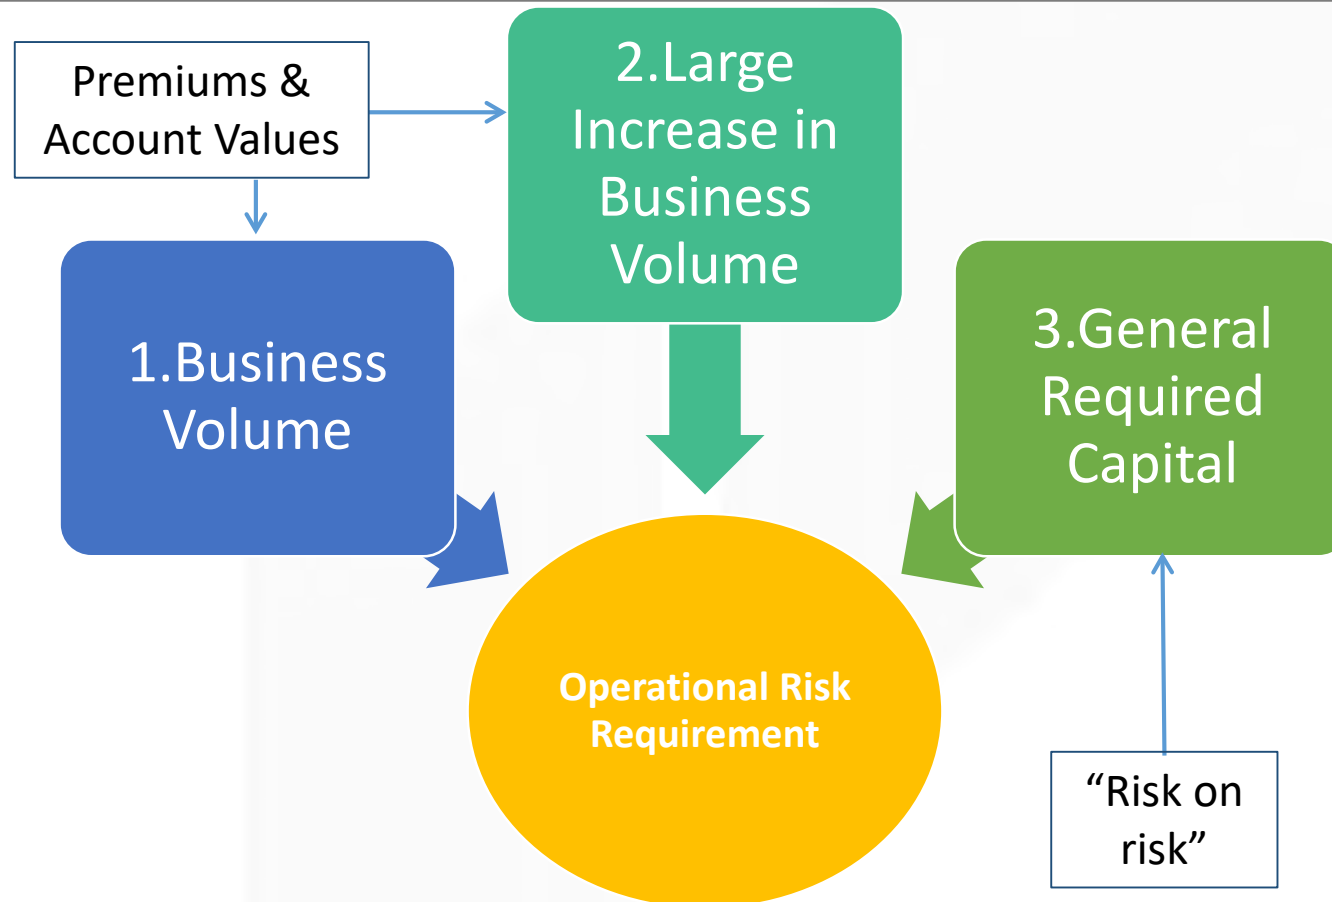 Premiums &
Account Values
2.Large
Increase in
Business
Volume
1.Business
Volume
3.General
Required
Capital
Operational Risk
Requirement
“Risk on
risk”